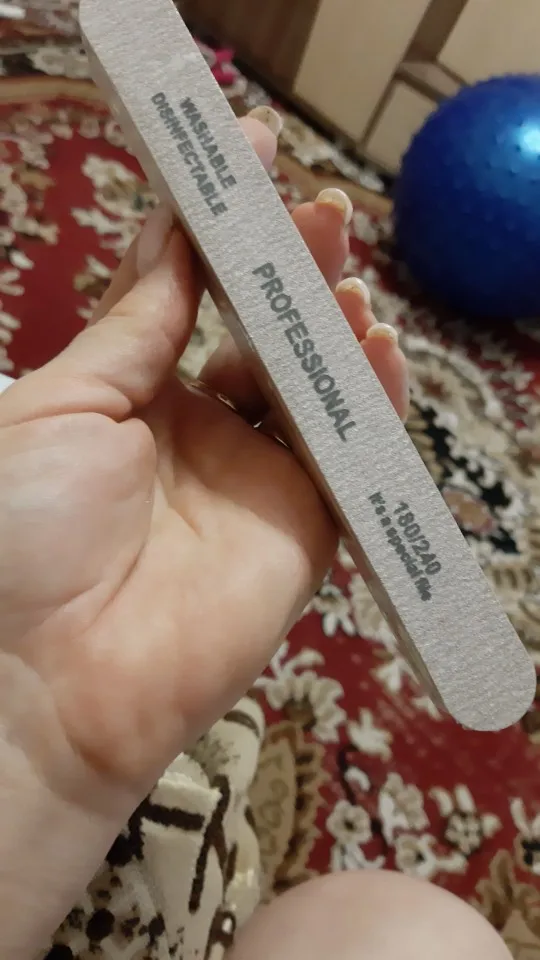 WASHABLE
DISINFECTABLE
PROFESSIONAL
180/240
It's a special file